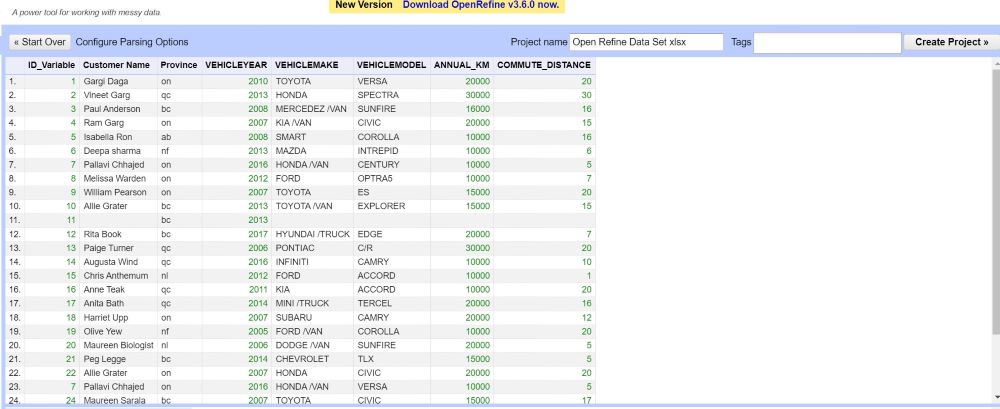 New Version Download OpenRefine v3.6.0 now.
A power tool for working with messy data.
« Start Over Configure Parsing Options Project name Open Refine Data Set xlsx Tags Create Project »
ID_Variable Customer Name Province VEHICLEYEAR VEHICLEMAKE VEHICLEMODEL ANNUAL_KM COMMUTE_DISTANCE
1. 1 Gargi Daga on 2010 TOYOTA VERSA 20000 20
2. 2 Vineet Garg qc 2013 HONDA SPECTRA 30000 30
3. 3 Paul Anderson bc 2008 MERCEDEZ /VAN SUNFIRE 16000 16
4. 4 Ram Garg on 2007 KIA /VAN CIVIC 20000 15
5. 5 Isabella Ron ab 2008 SMART COROLLA 10000 16
6. 6 Deepa sharma nf 2013 MAZDA INTREPID 10000 6
7. 7 Pallavi Chhajed on 2016 HONDA /VAN CENTURY 10000 5
8. 8 Melissa Warden on 2012 FORD OPTRA5 10000 7
9. 9 William Pearson on 2007 TOYOTA ES 15000 20
10. 10 Allie Grater bc 2013 TOYOTA /VAN EXPLORER 15000 15
11. 11 bc 2013
12. 12 Rita Book bc 2017 HYUNDAI /TRUCK EDGE 20000 7
13. 13 Paige Turner qc 2006 PONTIAC C/R 30000 20
14. 14 Augusta Wind qc 2016 INFINITI CAMRY 10000 10
15. 15 Chris Anthemum nl 2012 FORD ACCORD 10000 1
16. 16 Anne Teak qc 2011 KIA ACCORD 10000 20
17. 17 Anita Bath qc 2014 MINI /TRUCK TERCEL 20000 16
18. 18 Harriet Upp on 2007 SUBARU CAMRY 20000 12
19. 19 Olive Yew nf 2005 FORD /VAN COROLLA 10000 20
20. 20 Maureen Biologist nl 2006 DODGE /VAN SUNFIRE 20000 5
21. 21 Peg Legge bc 2014 CHEVROLET TLX 15000 5
22. 22 Allie Grater on 2007 HONDA CIVIC 20000 20
23. 7 Pallavi Chhajed on 2016 HONDA /VAN VERSA 10000 5
24. 24 Maureen Sarala bc 2007 TOYOTA CIVIC 15000 17